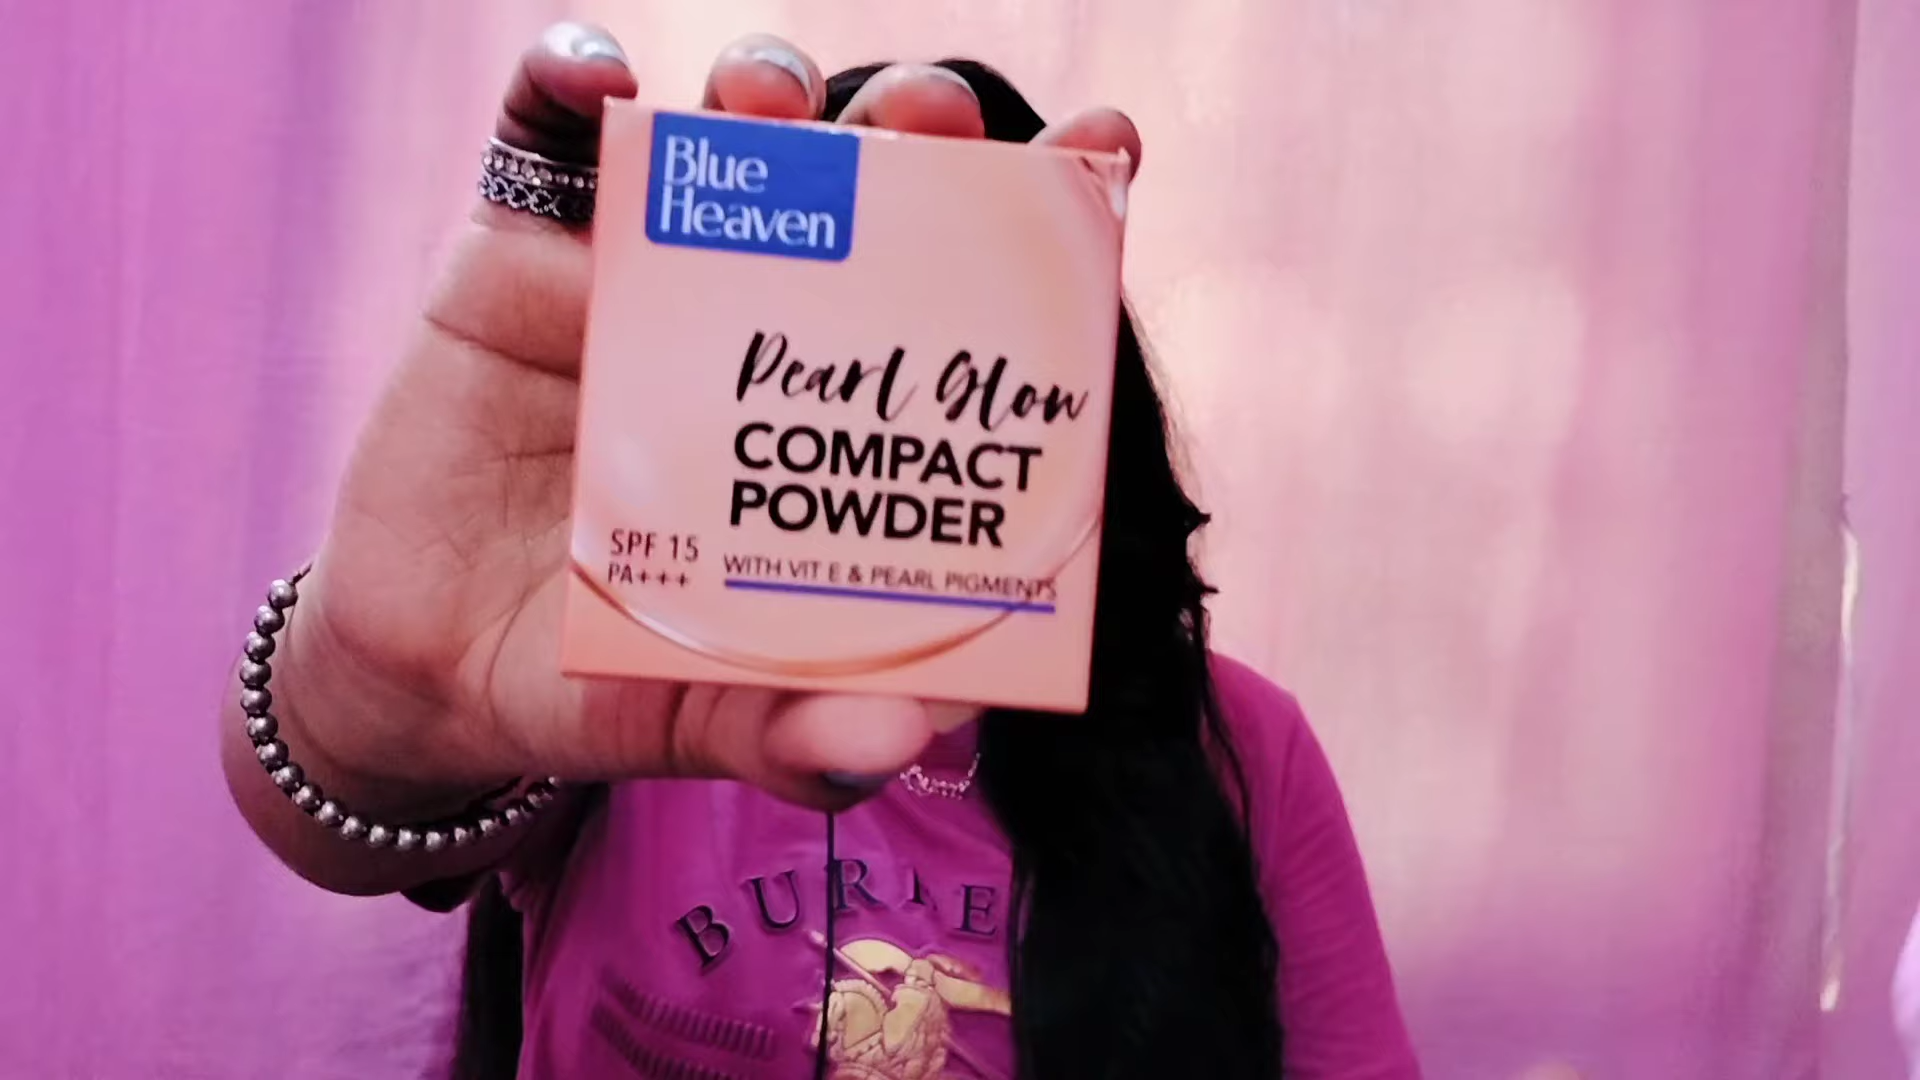 Blue
Heaven
Pearl Glow
COMPACT
POWDER
SPF 15
PA+++
WITH VIT E & PEARL PIGMENTS